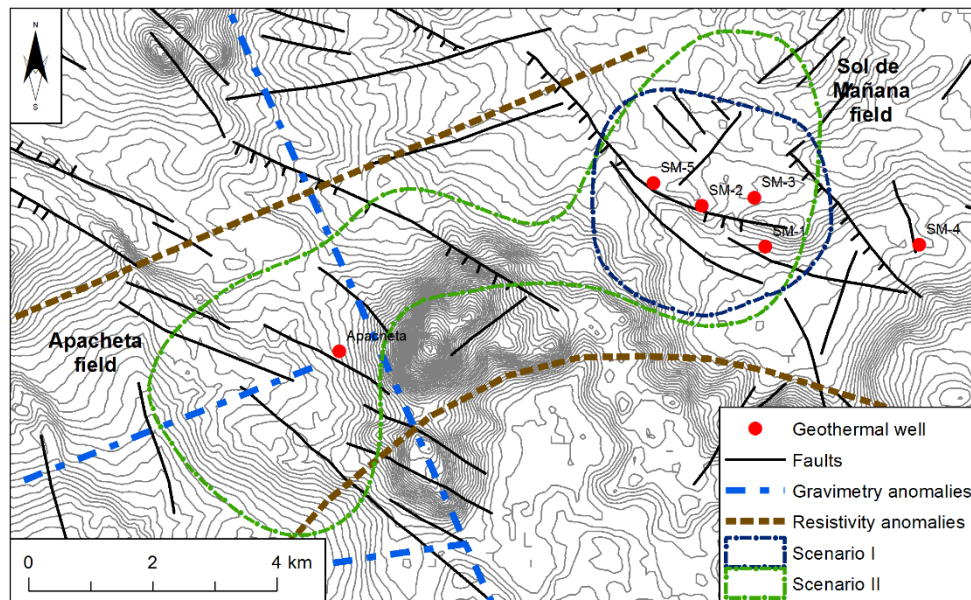 N
S
Sol de
Mañana
field
SM-5
SM-2
SM-3
SM-1
SM-4
Apacheta
field
Apacheta
0 2 4 km
Geothermal well
Faults
Gravimetry anomalies
Resistivity anomalies
Scenario I
Scenario II